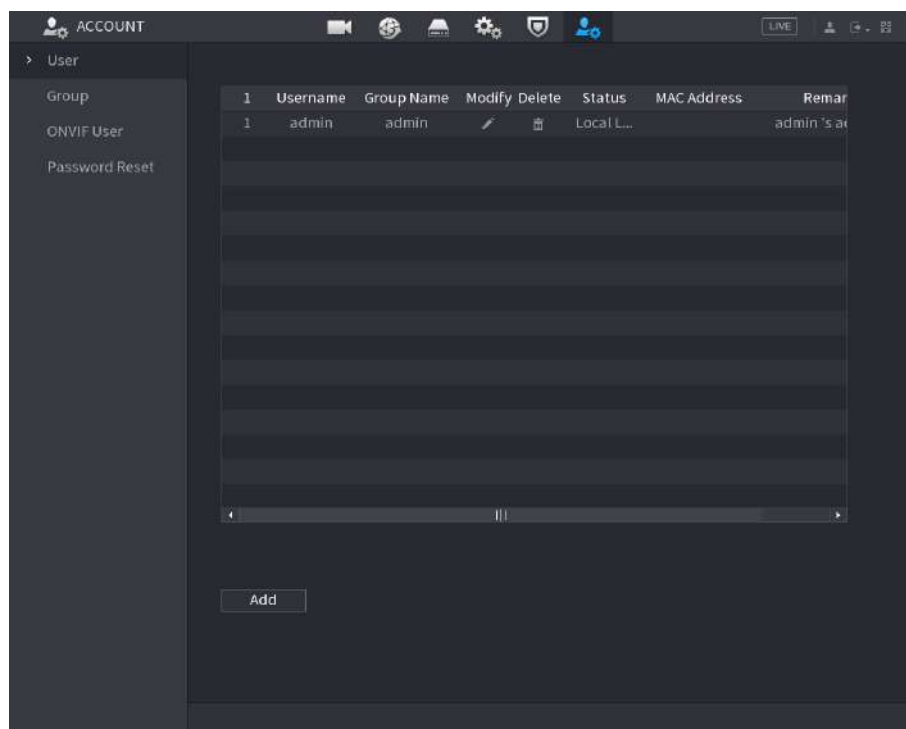 ACCOUNT
LIVE
User
Group
ONVIF User
Password Reset
1 Username Group Name Modify Delete Status MAC Address Remar
1 admin admin Local L... admin 's a
Add